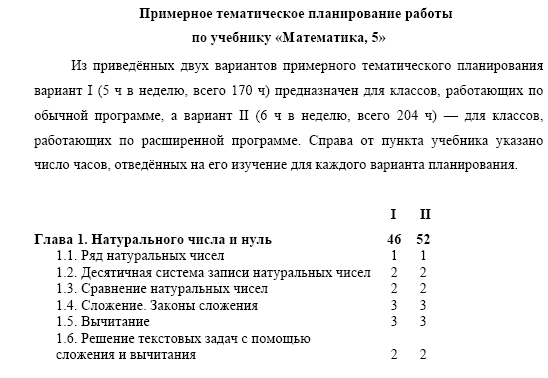 Примерное тематическое планирование работы
по учебнику «Математика, 5»
Из приведённых двух вариантов примерного тематического планирования
вариант I (5 ч в неделю, всего 170 ч) предназначен для классов, работающих по
обычной программе, а вариант II (6 ч в неделю, всего 204 ч) — для классов,
работающих по расширенной программе. Справа от пункта учебника указано
число часов, отведённых на его изучение для каждого варианта планирования.
I II
Глава 1. Натурального числа и нуль 46 52
1.1. Ряд натуральных чисел 1 1
1.2. Десятичная система записи натуральных чисел 2 2
1.3. Сравнение натуральных чисел 2 2
1.4. Сложение. Законы сложения 3 3
1.5. Вычитание 3 3
1.6. Решение текстовых задач с помощью
сложения и вычитания 2 2